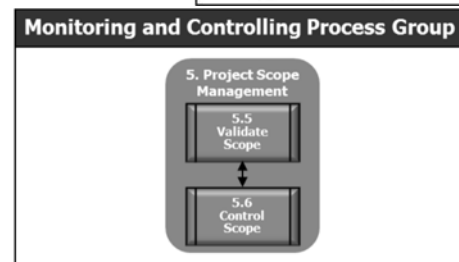 Monitoring and Controlling Process Group
5. Project Scope
Management
5.5
Validate
Scope
5.6
Control
Scope